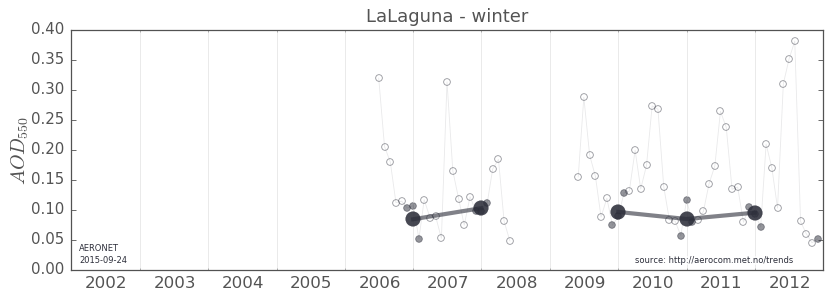 LaLaguna - winter
0.40
0.35
0.30
0.25
0.20
0.15
0.10
0.05
0.00
AOD550
AERONET
2015-09-24
source: http://aerocom.met.no/trends
2002 2003 2004 2005 2006 2007 2008 2009 2010 2011 2012